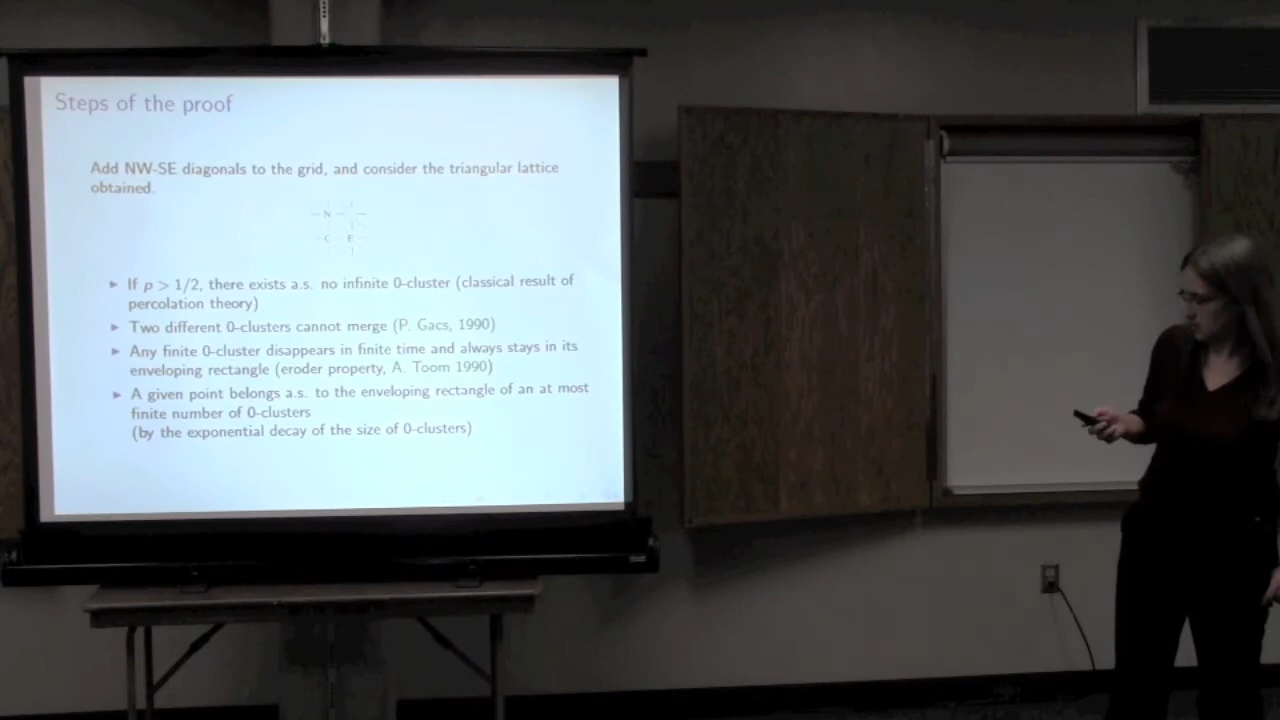 Steps of the proof
Add NW-SE diagonals to the grid, and consider the triangular lattice
obtained.
N
C E
► If p > 1/2, there exists a.s. no infinite 0-cluster (classical result of
percolation theory)
► Two different 0-clusters cannot merge (P. Gacs, 1990)
► Any finite 0-cluster disappears in finite time and always stays in its
enveloping rectangle (eroder property, A. Toom 1990)
► A given point belongs a.s. to the enveloping rectangle of an at most
finite number of 0-clusters
(by the exponential decay of the size of 0-clusters)